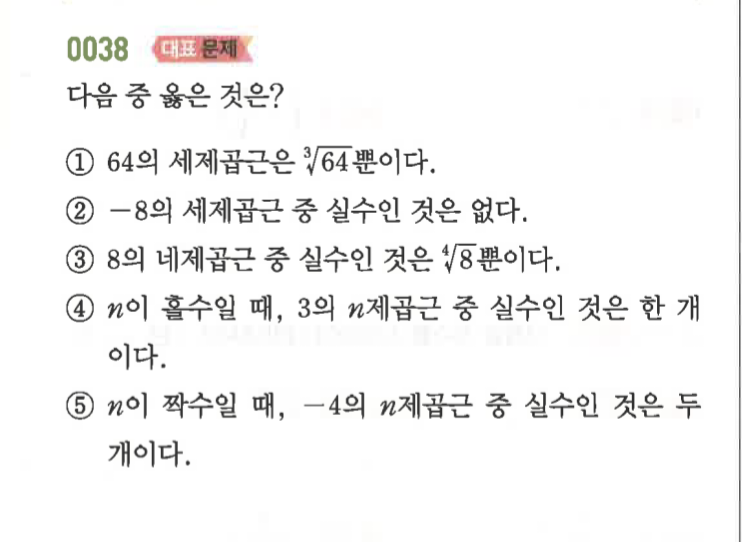 0038 대표 문제
다음 중 옳은 것은?
① 64의 세제곱근은 ∛64뿐이다.
② −8의 세제곱근 중 실수인 것은 없다.
③ 8의 네제곱근 중 실수인 것은 ∜8뿐이다.
④ n이 홀수일 때, 3의 n제곱근 중 실수인 것은 한 개
이다.
⑤ n이 짝수일 때, −4의 n제곱근 중 실수인 것은 두
개이다.